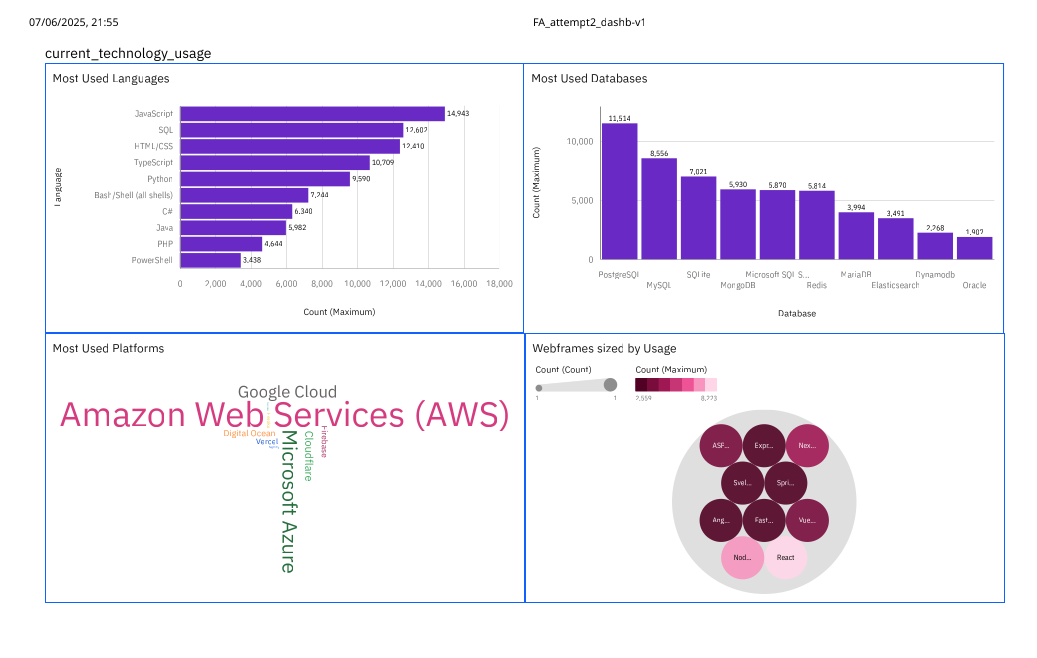 07/06/2025, 21:55 FA_attempt2_dashb-v1
current_technology_usage
Most Used Languages
Language
JavaScript 14,943
SQL 12,602
HTML/CSS 12,410
TypeScript 10,709
Python 9,590
Bash/Shell (all shells) 7,244
C# 6,340
Java 5,982
PHP 4,644
PowerShell 3,438
0 2,000 4,000 6,000 8,000 10,000 12,000 14,000 16,000 18,000
Count (Maximum)
Most Used Databases
Count (Maximum)
10,000
5,000
0
11,514 8,556 7,021 5,930 5,870 5,814 3,994 3,491 2,268 1,902
PostgreSQL SQLite Microsoft SQL S... MariaDB Dynamodb
MySQL MongoDB Redis Elasticsearch Oracle
Database
Most Used Platforms
Google Cloud
Amazon Web Services (AWS)
Digital Ocean
Vercel
Microsoft Azure
Cloudflare
Firebase
Webframes sized by Usage
Count (Count) Count (Maximum)
1 1 8,773
ASF... Expr... Nex...
Svel... Spri...
Ang... Fast... Vue...
Nod... React